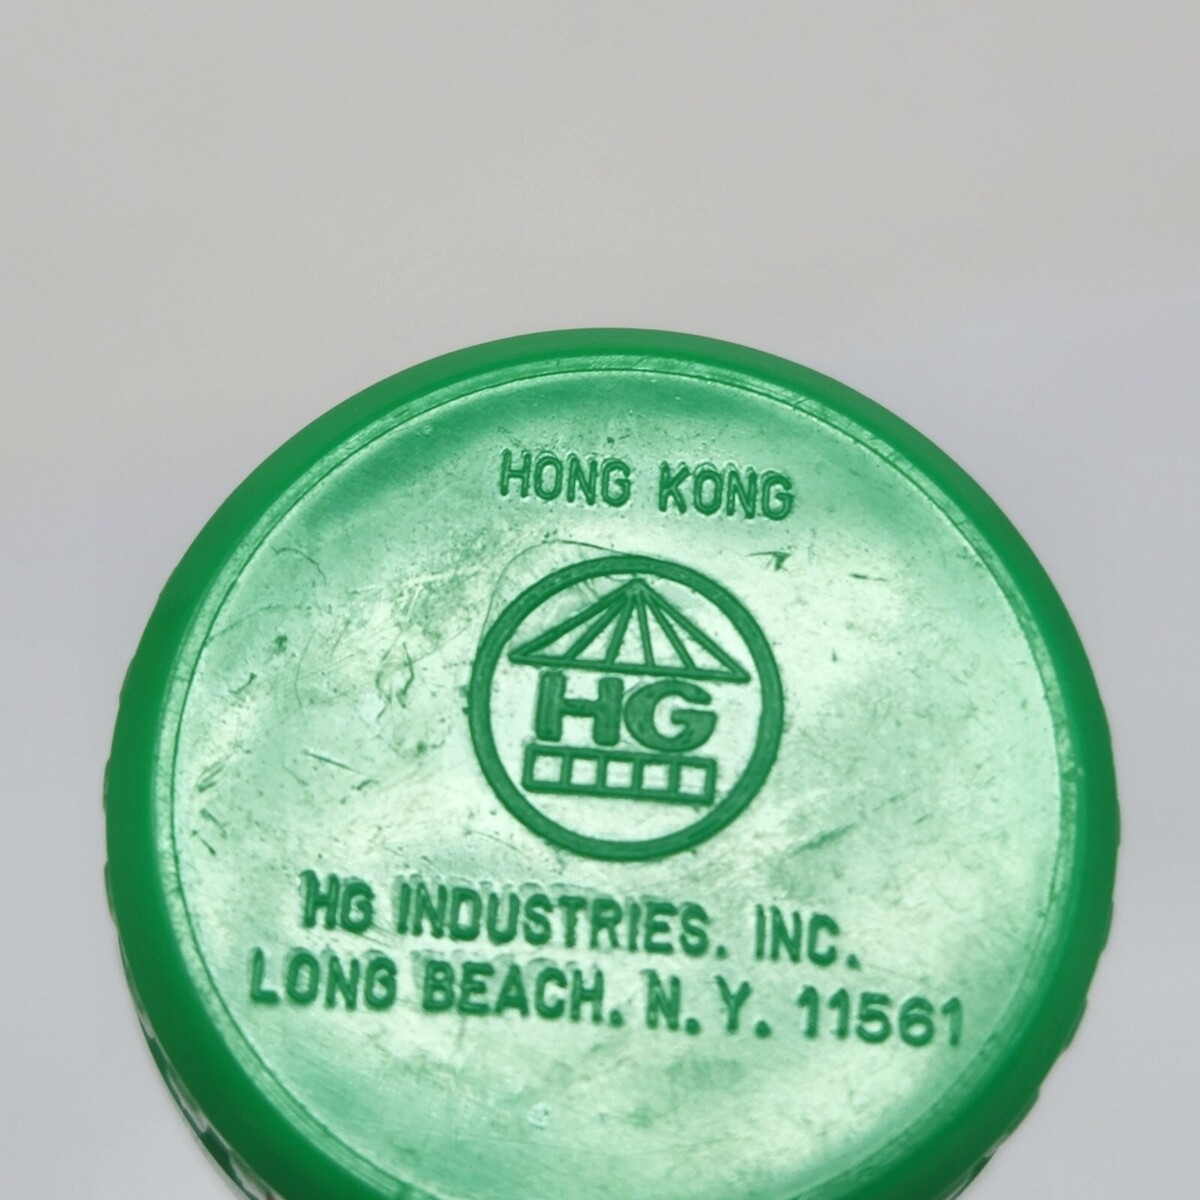 HONG KONG
HG
HG INDUSTRIES. INC.
LONG BEACH. N. Y. 11561